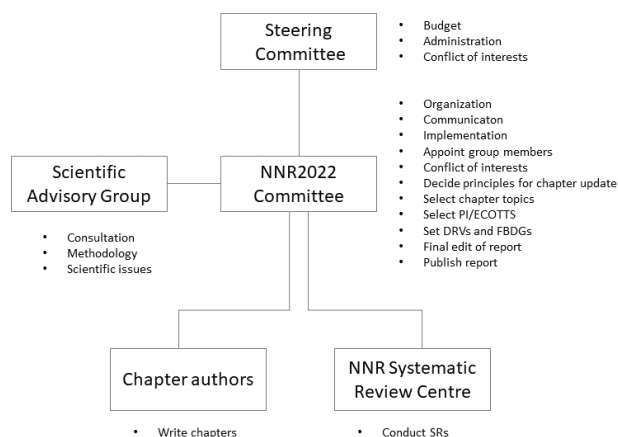 Steering
Committee
• Budget
• Administration
• Conflict of interests
• Organization
• Communicaton
• Implementation
• Appoint group members
• Conflict of interests
• Decide principles for chapter update
• Select chapter topics
• Select PI/ECOTTS
• Set DRVs and FBDGs
• Final edit of report
• Publish report
Scientific
Advisory Group
NNR2022
Committee
• Consultation
• Methodology
• Scientific issues
Chapter authors
NNR Systematic
Review Centre
• Write chapters
• Conduct SRs